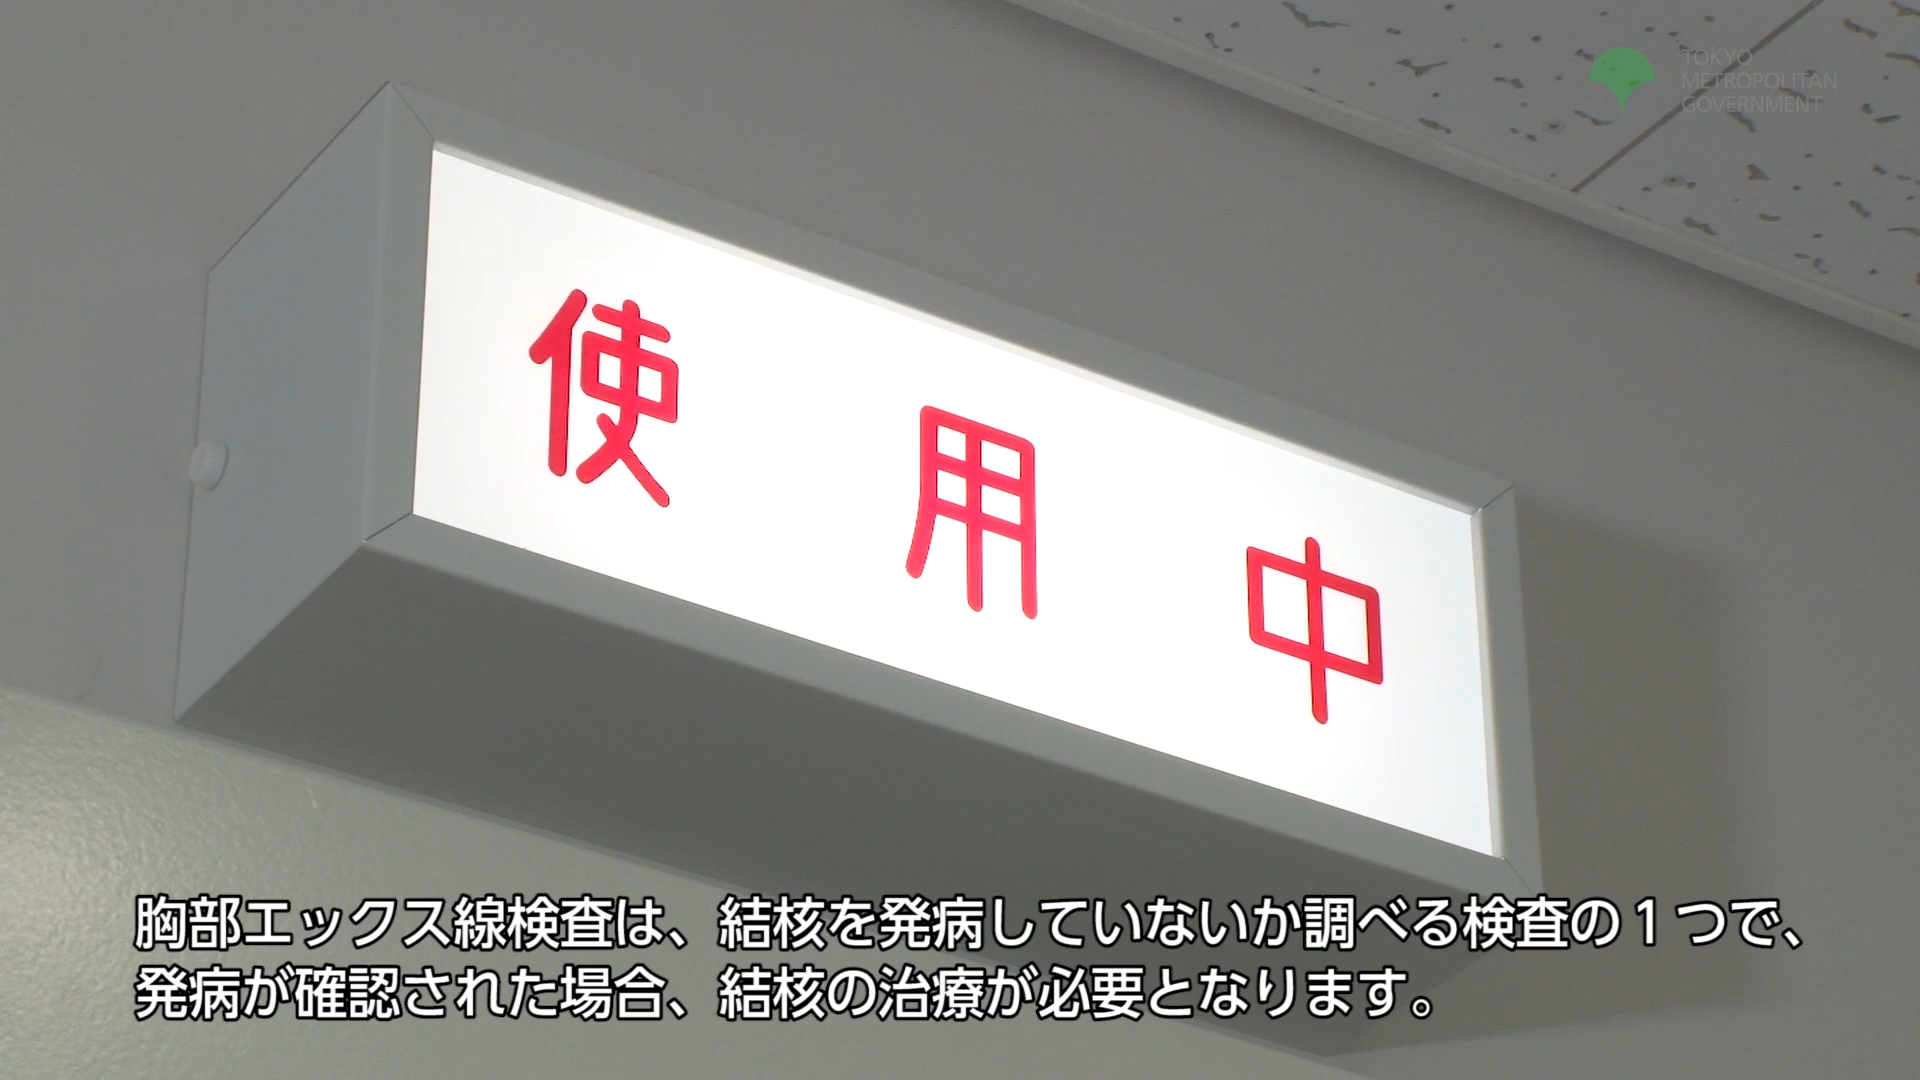 TOKYO
METROPOLITAN
GOVERNMENT
使用中
胸部エックス線検査は、結核を発病していないか調べる検査の１つで、
発病が確認された場合、結核の治療が必要となります。